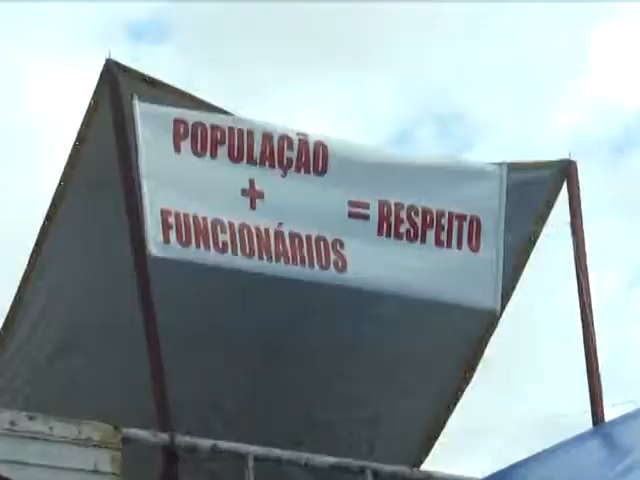 POPULAÇÃO
+
FUNCIONÁRIOS
= RESPEITO